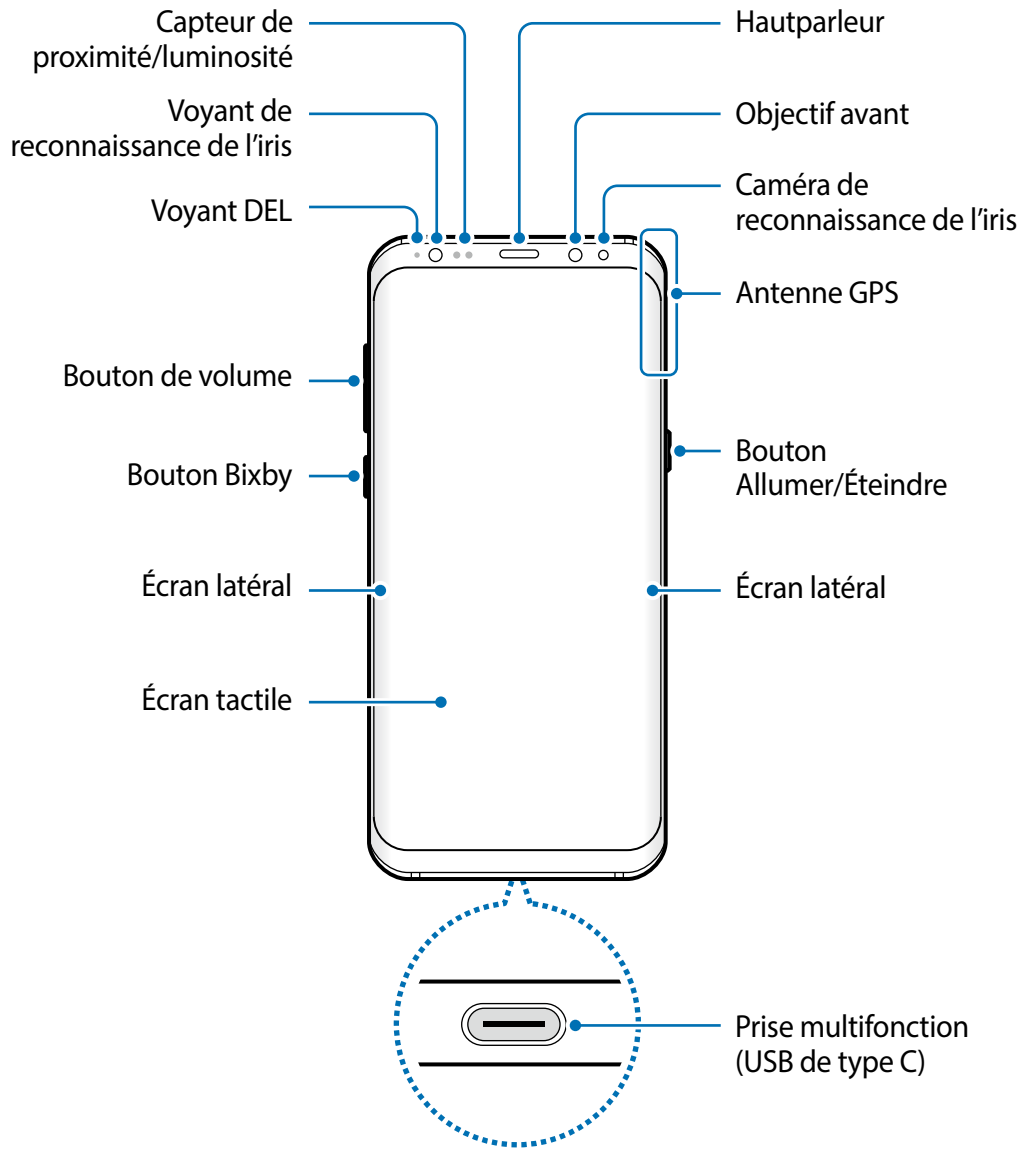 Capteur de
proximité/luminosité
Voyant de
reconnaissance de l'iris
Voyant DEL
Bouton de volume
Bouton Bixby
Écran latéral
Écran tactile
Hautparleur
Objectif avant
Caméra de
reconnaissance de l'iris
Antenne GPS
Bouton
Allumer/Éteindre
Écran latéral
Prise multifonction
(USB de type C)